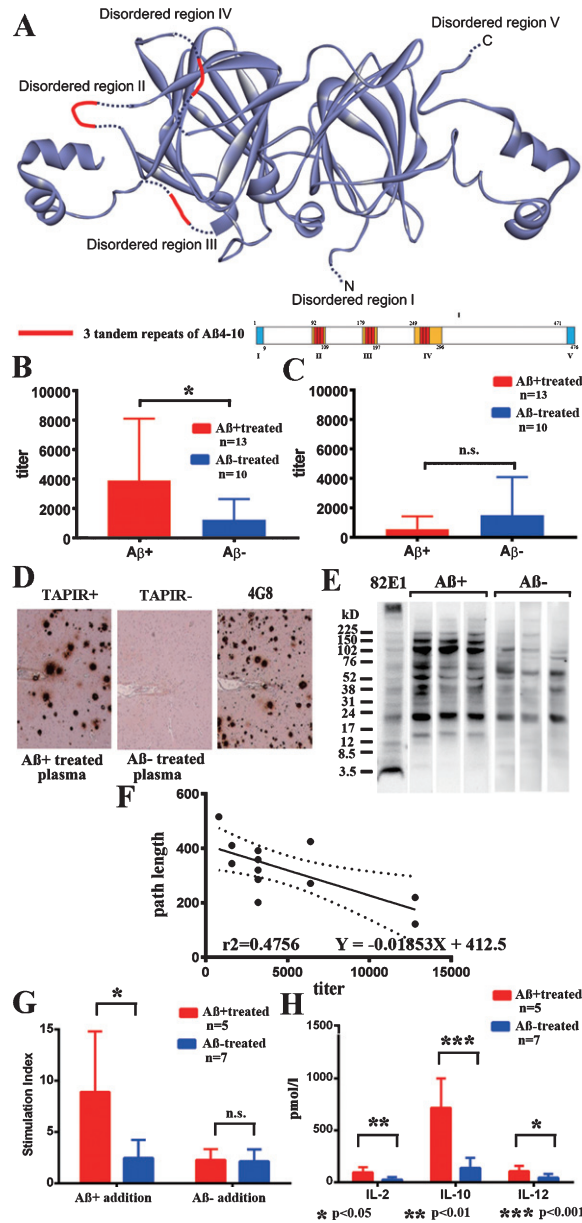 A
Disordered region IV
Disordered region V
C
Disordered region II
Disordered region III
N
Disordered region I
3 tandem repeats of Aß4-10
1
92
179
249
I
471
I
9
II
109
III
197
IV
296
V
476
B
*
titer
10000
8000
6000
4000
2000
0
Aß+treated
n=13
Aß-treated
n=10
Aβ+
Aβ-
C
Aß+treated
n=13
Aß-treated
n=10
titer
10000
8000
6000
4000
2000
0
n.s.
Aβ+
Aβ-
D
TAPIR+
TAPIR-
4G8
Aß+ treated
plasma
Aß- treated
plasma
E
82E1
Aß+
Aß-
kD
225
150
102
76
52
38
31
24
17
12
8.5
3.5
F
path length
600
400
200
0
r2=0.4756
Y = -0.01853X + 412.5
0
5000
10000
15000
titer
G
Aß+treated
n=5
Aß-treated
n=7
Stimulation Index
15
10
5
0
*
n.s.
Aß+ addition
Aß- addition
H
Aß+treated
n=5
Aß-treated
n=7
pmol/l
1500
1000
500
0
**
***
*
IL-2
IL-10
IL-12
* p<0.05
** p<0.01
*** p<0.001